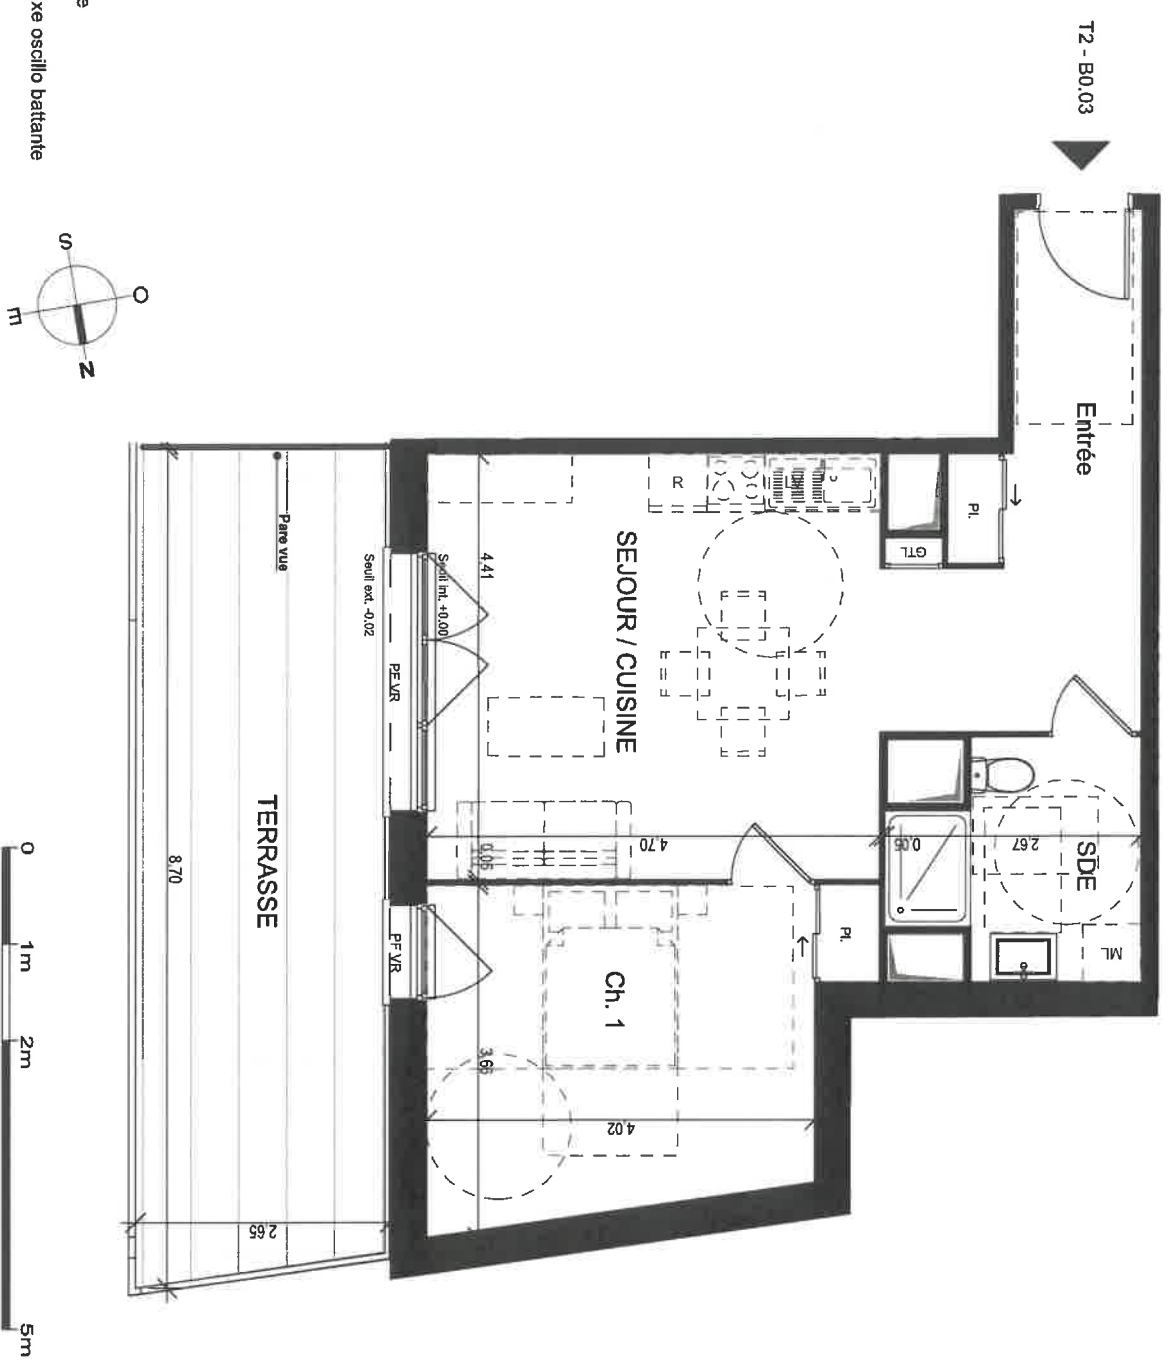 T2 - B0.03
Entrée
Pl.
GTL
SDE
ML
2,67
0,05
R
LV
SEJOUR / CUISINE
4,41
4,70
0,05
Pl.
Ch. 1
3,66
4,02
Seuil int. +0.00
Seuil ext. -0.02
PF VR
PF VR
Pare vue
TERRASSE
8,70
2,65
S
O
E
N
e
xe oscillo battante
0
1m
2m
5m